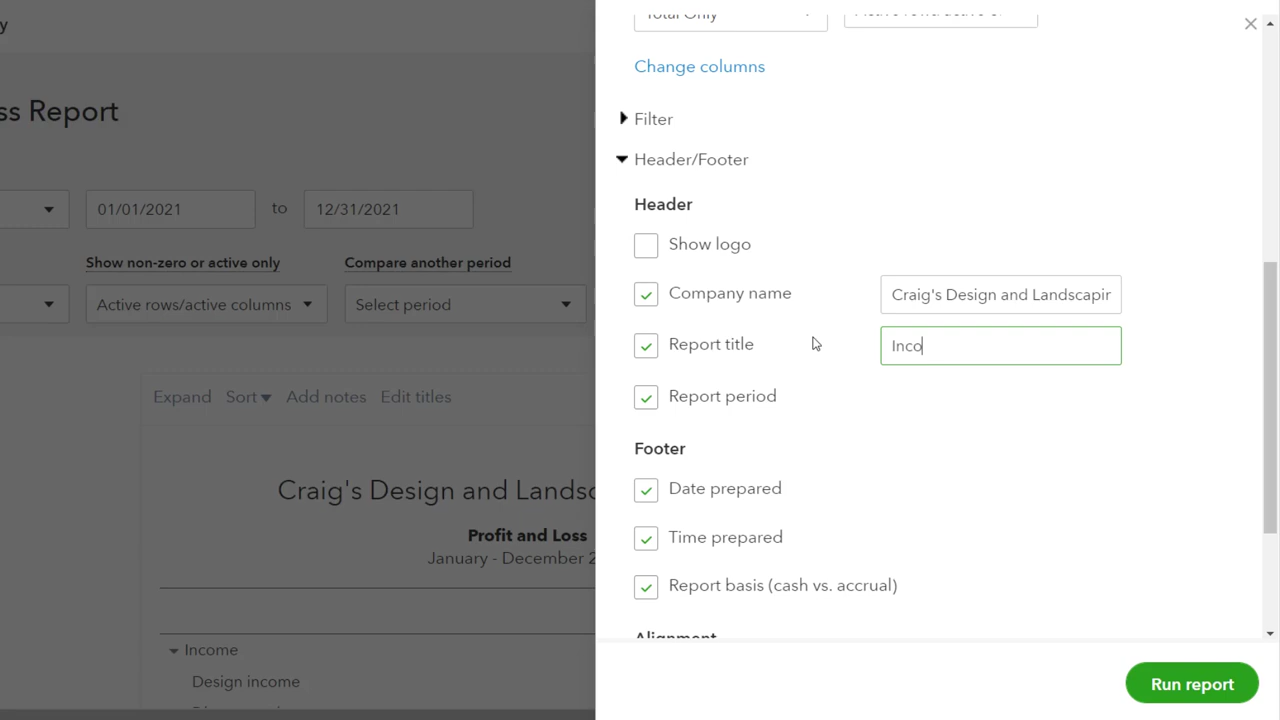 y
ss Report
01/01/2021 to 12/31/2021
Show non-zero or active only Compare another period
Active rows/active columns Select period
Expand Sort Add notes Edit titles
Craig's Design and Landsc
Profit and Loss
January - December 2
Income
Design income
Total Only
Change columns
Filter
Header/Footer
Header
Show logo
Company name Craig's Design and Landscapir
Report title Inco
Report period
Footer
Date prepared
Time prepared
Report basis (cash vs. accrual)
Alignment
Run report